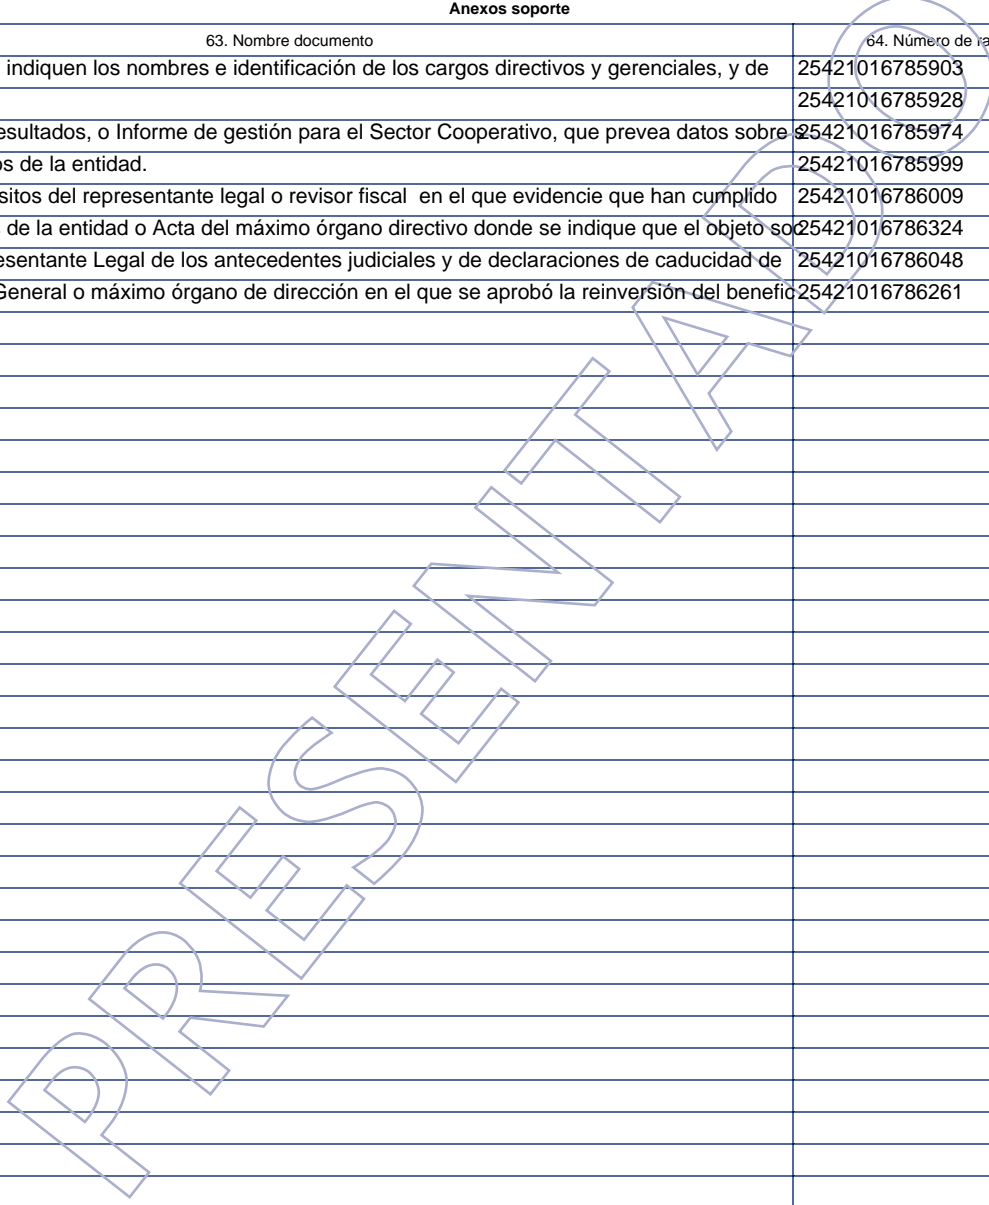 Anexos soporte
63. Nombre documento 64. Número de
indiquen los nombres e identificación de los cargos directivos y gerenciales, y de 25421016785903
25421016785928
esultados, o Informe de gestión para el Sector Cooperativo, que prevea datos sobre 25421016785974
os de la entidad. 25421016785999
sitos del representante legal o revisor fiscal en el que evidencie que han cumplido 25421016786009
de la entidad o Acta del máximo órgano directivo donde se indique que el objeto soc 25421016786324
esentante Legal de los antecedentes judiciales y de declaraciones de caducidad de 25421016786048
General o máximo órgano de dirección en el que se aprobó la reinversión del benefic 25421016786261
PRESENTADO